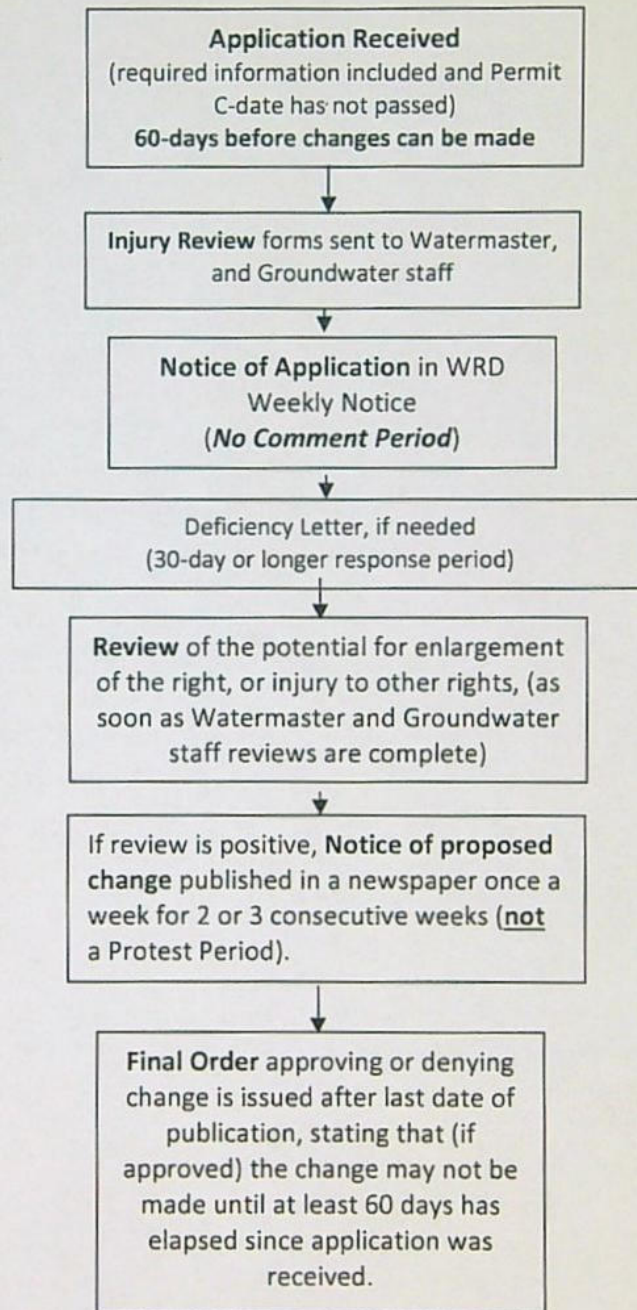 Application Received
(required information included and Permit
C-date has not passed)
60-days before changes can be made
Injury Review forms sent to Watermaster,
and Groundwater staff
Notice of Application in WRD
Weekly Notice
(No Comment Period)
Deficiency Letter, if needed
(30-day or longer response period)
Review of the potential for enlargement
of the right, or injury to other rights, (as
soon as Watermaster and Groundwater
staff reviews are complete)
If review is positive, Notice of proposed
change published in a newspaper once a
week for 2 or 3 consecutive weeks (not
a Protest Period).
Final Order approving or denying
change is issued after last date of
publication, stating that (if
approved) the change may not be
made until at least 60 days has
elapsed since application was
received.